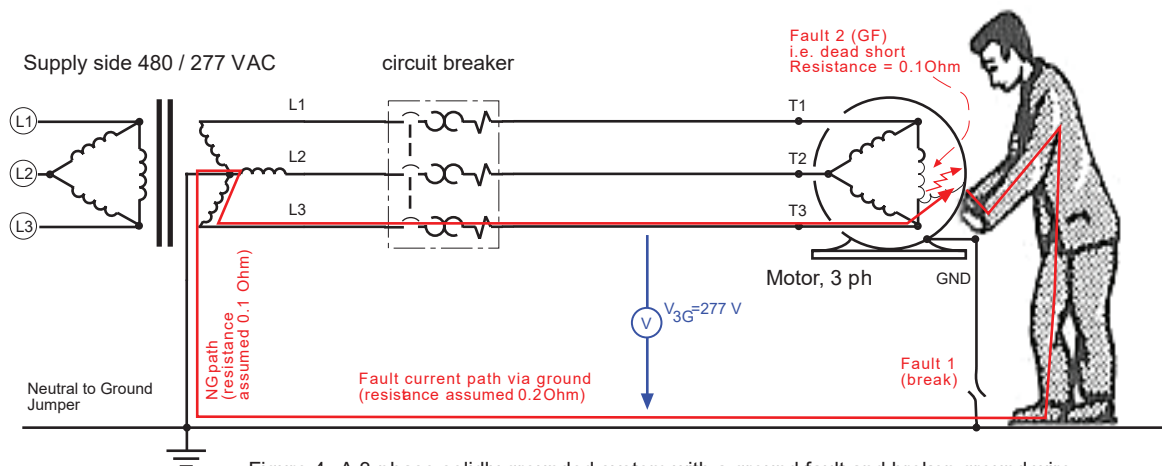 Fault 2 (GF)
i.e. dead short
Resistance = 0.1Ohm
Supply side 480 / 277 VAC
circuit breaker
L1
L1
T1
L2
L2
T2
L3
L3
T3
Motor, 3 ph
GND
V
V3G=277 V
NGpath
(resistance
assumed 0.1 Ohm)
Fault 1
(break)
Fault current path via ground
(resistance assumed 0.2Ohm)
Neutral to Ground
Jumper